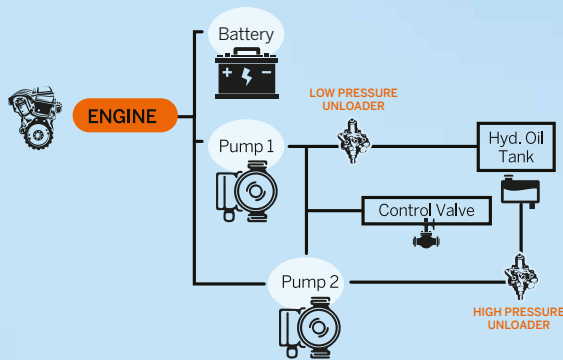 Battery
ENGINE
LOW PRESSURE
UNLOADER
Pump 1
Hyd. Oil
Tank
Control Valve
Pump 2
HIGH PRESSURE
UNLOADER